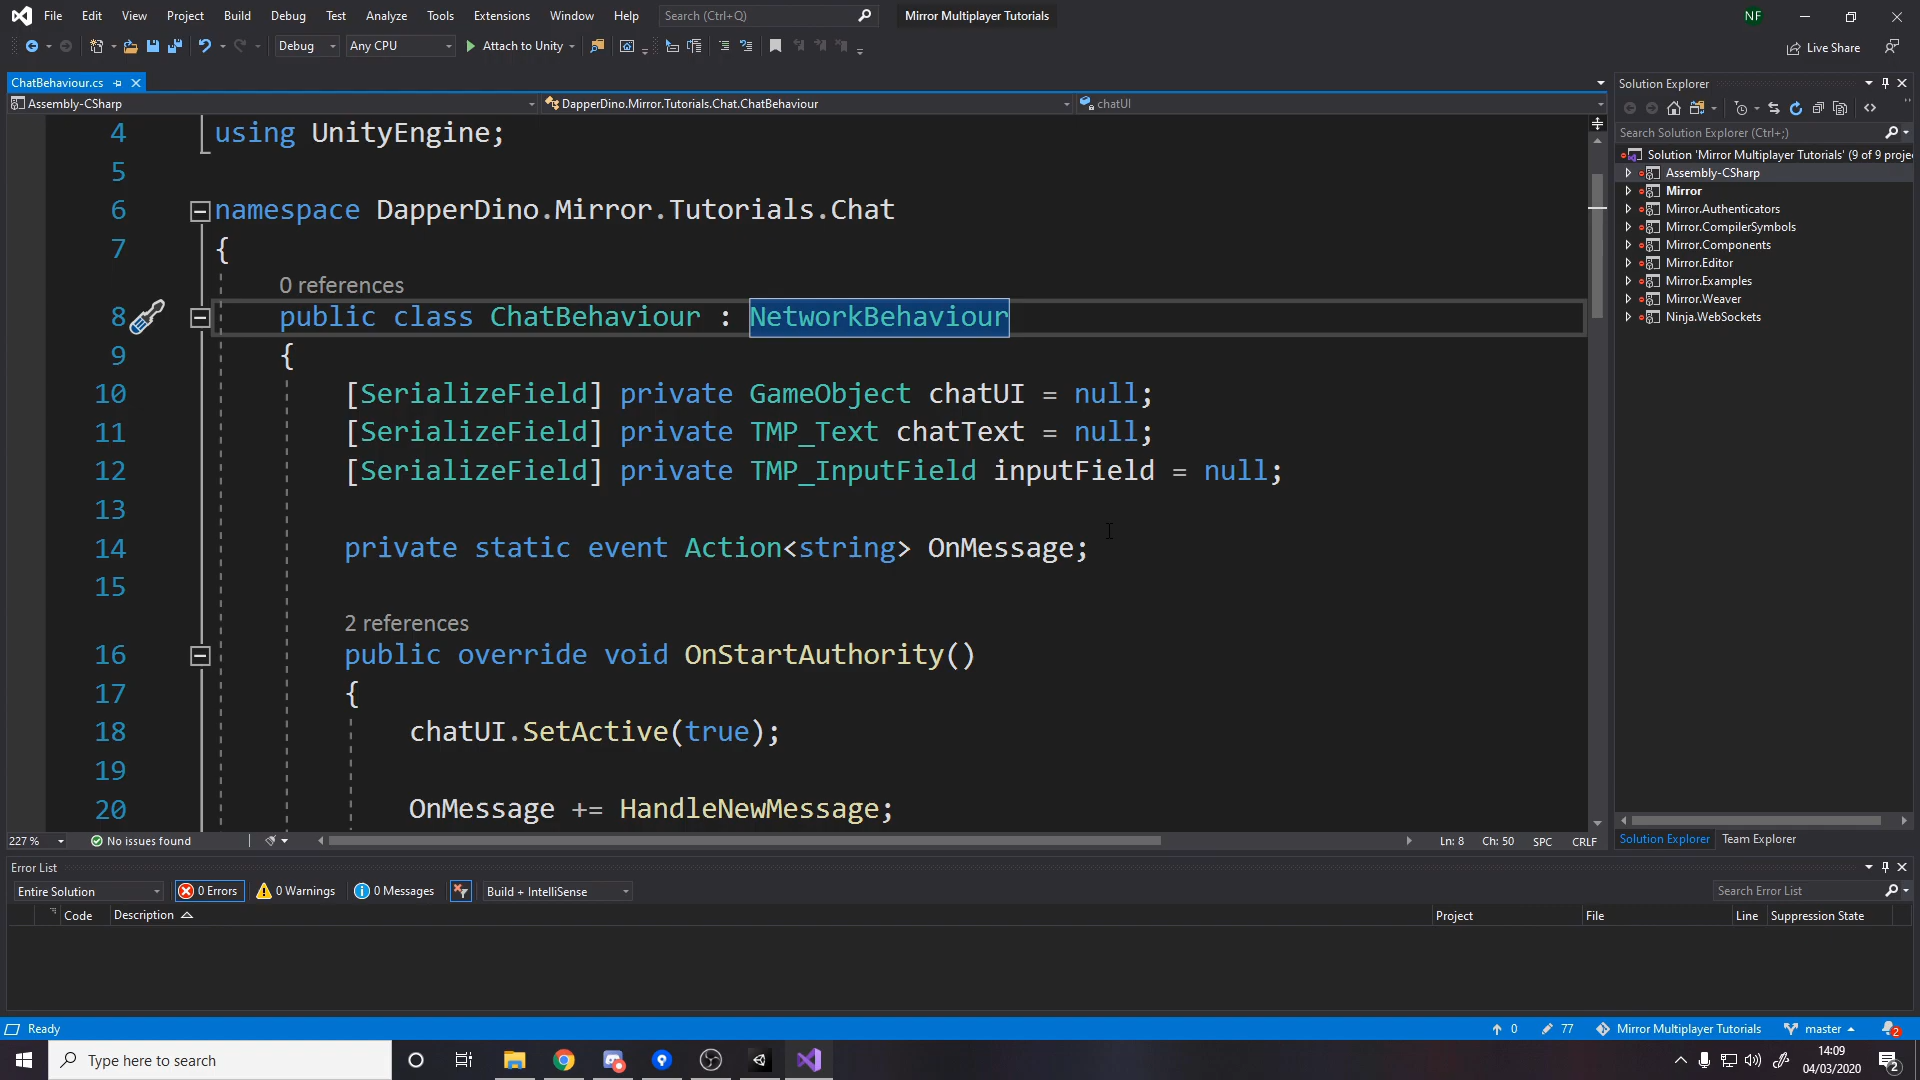 File Edit View Project Build Debug Test Analyze Tools Extensions Window Help Search (Ctrl+Q) Mirror Multiplayer Tutorials NF
Debug Any CPU Attach to Unity Live Share
ChatBehaviour.cs
Assembly-CSharp DapperDino.Mirror.Tutorials.Chat.ChatBehaviour chatUI
4 using UnityEngine;
5
6 namespace DapperDino.Mirror.Tutorials.Chat
7 {
0 references
8 public class ChatBehaviour : NetworkBehaviour
9 {
10 [SerializeField] private GameObject chatUI = null;
11 [SerializeField] private TMP_Text chatText = null;
12 [SerializeField] private TMP_InputField inputField = null;
13
14 private static event Action<string> OnMessage;
15
2 references
16 public override void OnStartAuthority()
17 {
18 chatUI.SetActive(true);
19
20 OnMessage += HandleNewMessage;
227 % No issues found Ln: 8 Ch: 50 SPC CRLF
Solution Explorer
Search Solution Explorer (Ctrl+;)
Solution 'Mirror Multiplayer Tutorials' (9 of 9 proje
Assembly-CSharp
Mirror
Mirror.Authenticators
Mirror.CompilerSymbols
Mirror.Components
Mirror.Editor
Mirror.Examples
Mirror.Weaver
Ninja.WebSockets
Solution Explorer Team Explorer
Error List
Entire Solution 0 Errors 0 Warnings 0 Messages Build + IntelliSense Search Error List
Code Description Project File Line Suppression State
Ready 0 77 Mirror Multiplayer Tutorials master 2
Type here to search 14:09
04/03/2020 2